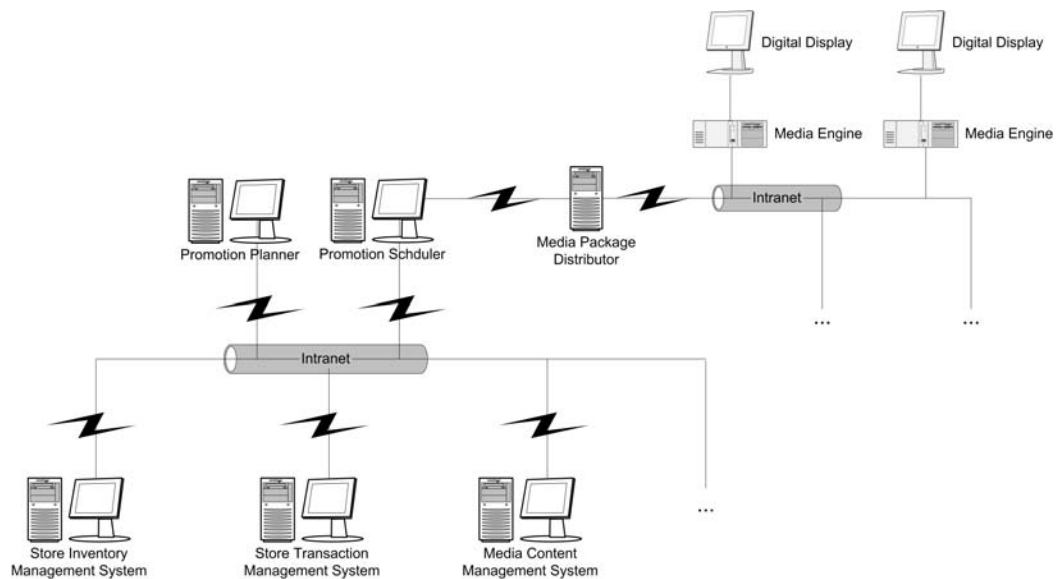 Digital Display
Digital Display
Media Engine
Media Engine
Intranet
Promotion Planner
Promotion Schduler
Media Package
Distributor
...
...
Intranet
...
Store Inventory
Management System
Store Transaction
Management System
Media Content
Management System